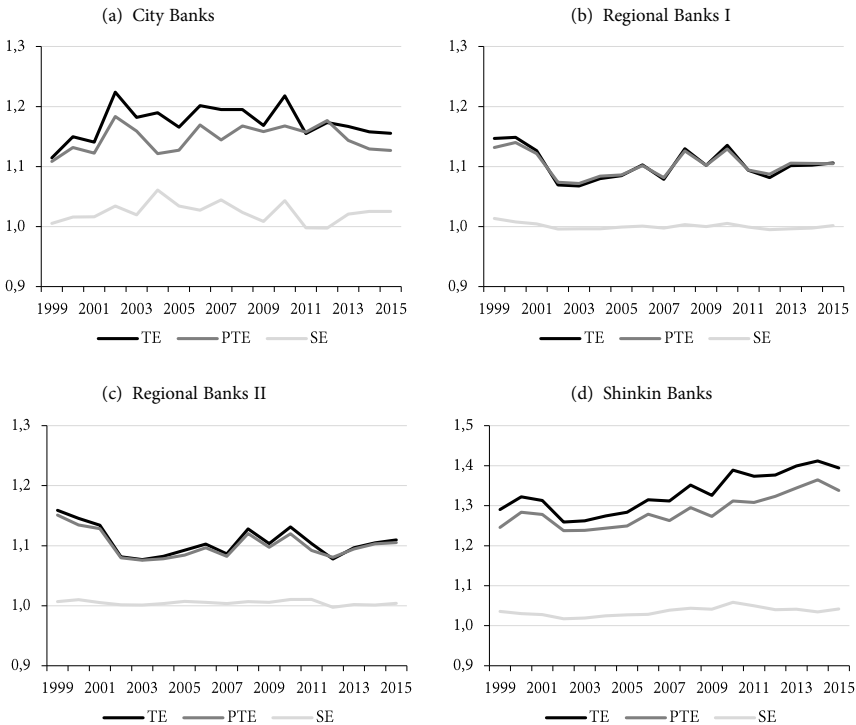 (a) City Banks
1,3
1,2
1,1
1,0
0,9
1999 2001 2003 2005 2007 2009 2011 2013 2015
TE PTE SE
(b) Regional Banks I
1,3
1,2
1,1
1,0
0,9
1999 2001 2003 2005 2007 2009 2011 2013 2015
TE PTE SE
(c) Regional Banks II
1,3
1,2
1,1
1,0
0,9
1999 2001 2003 2005 2007 2009 2011 2013 2015
TE PTE SE
(d) Shinkin Banks
1,5
1,4
1,3
1,2
1,1
1,0
0,9
1999 2001 2003 2005 2007 2009 2011 2013 2015
TE PTE SE